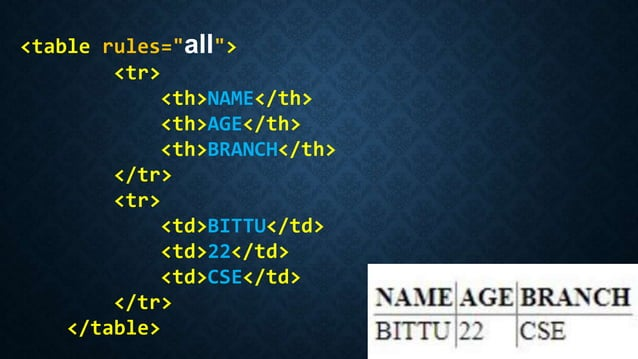 <table rules="all">
<tr>
<th>NAME</th>
<th>AGE</th>
<th>BRANCH</th>
</tr>
<tr>
<td>BITTU</td>
<td>22</td>
<td>CSE</td>
</tr>
</table>
NAME AGE BRANCH
BITTU 22 CSE